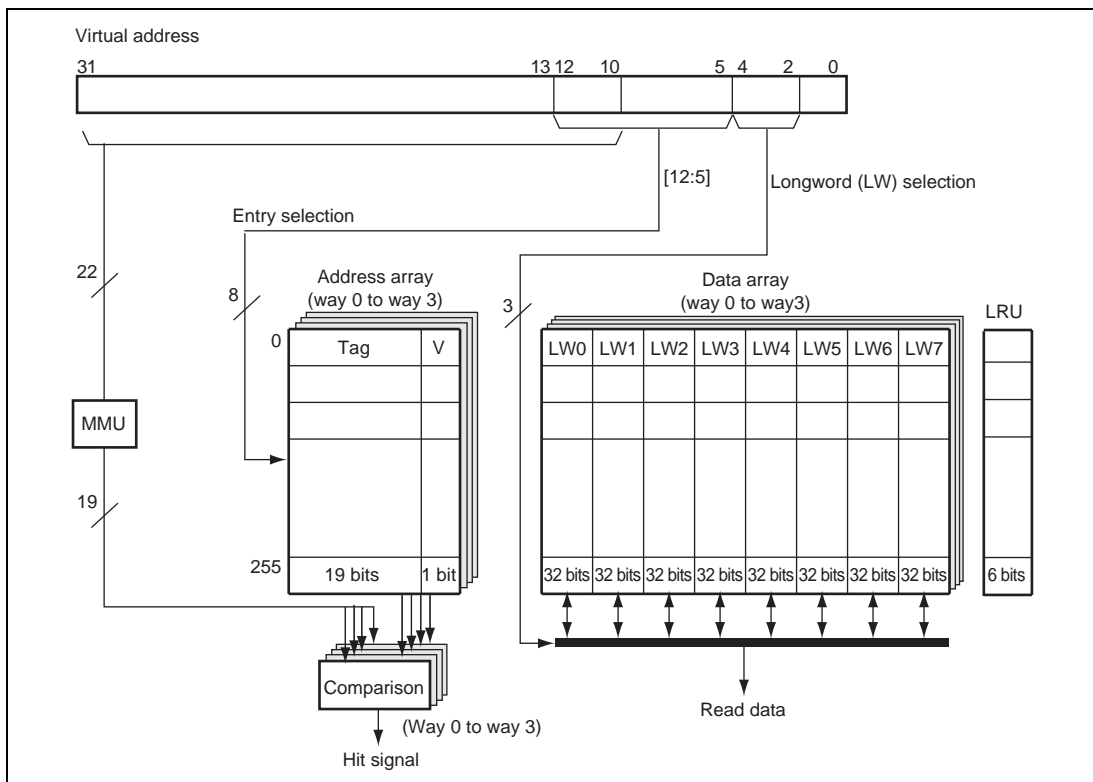 Virtual address
31 13 12 10 5 4 2 0
[12:5]
Longword (LW) selection
Entry selection
22
8
Address array
(way 0 to way 3)
3
Data array
(way 0 to way3)
LRU
0
Tag V
LW0 LW1 LW2 LW3 LW4 LW5 LW6 LW7
MMU
19
255
19 bits 1 bit
32 bits 32 bits 32 bits 32 bits 32 bits 32 bits 32 bits 32 bits
6 bits
Comparison
(Way 0 to way 3)
Read data
Hit signal